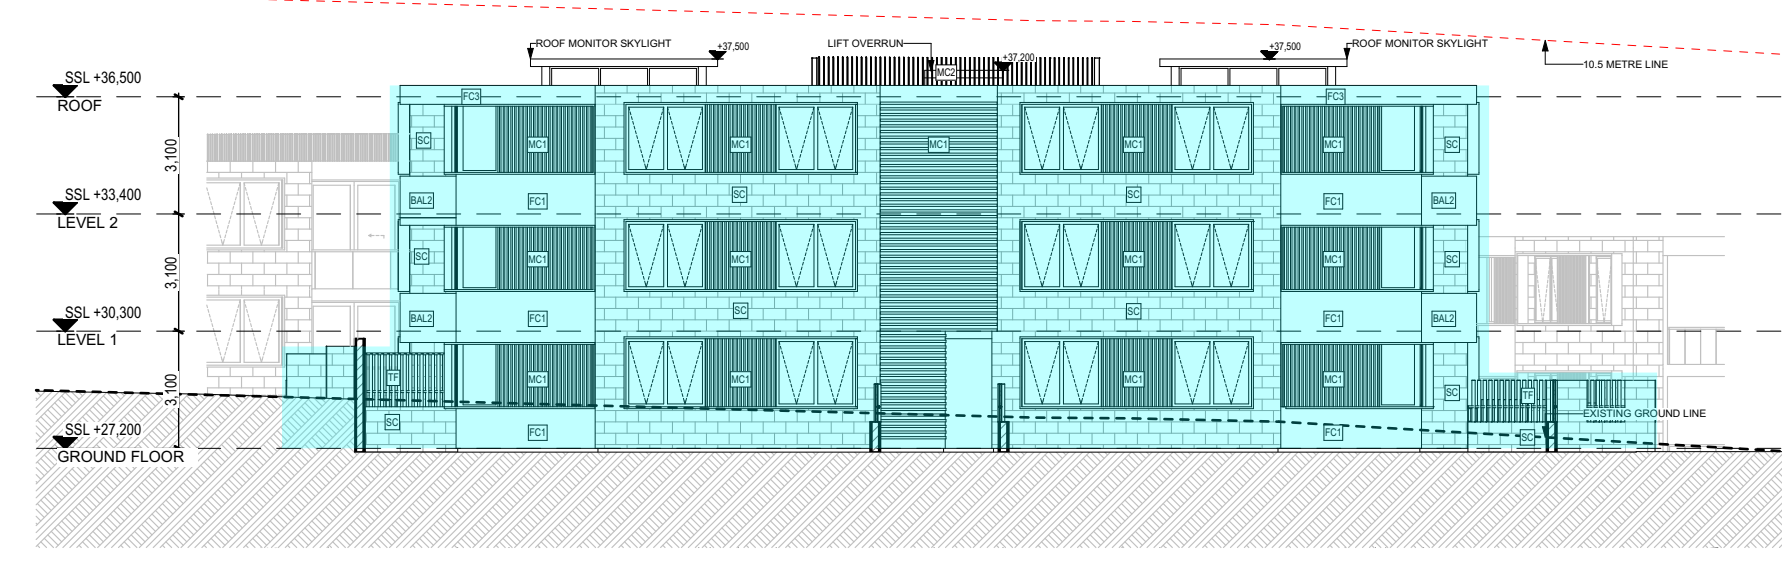 ROOF MONITOR SKYLIGHT
+37,500
LIFT OVERRUN
+37,200
+37,500
ROOF MONITOR SKYLIGHT
10.5 METRE LINE
SSL +36,500
ROOF
MC2
FC3
FC3
3,100
SC
MC1
MC1
MC1
MC1
MC1
SC
SSL +33,400
LEVEL 2
BAL2
FC1
SC
SC
FC1
BAL2
3,100
SC
MC1
MC1
MC1
MC1
SC
SSL +30,300
LEVEL 1
BAL2
FC1
SC
SC
FC1
BAL2
3,100
TF
MC1
MC1
MC1
MC1
SC
TF
EXISTING GROUND LINE
SC
FC1
FC1
SC
SSL +27,200
GROUND FLOOR